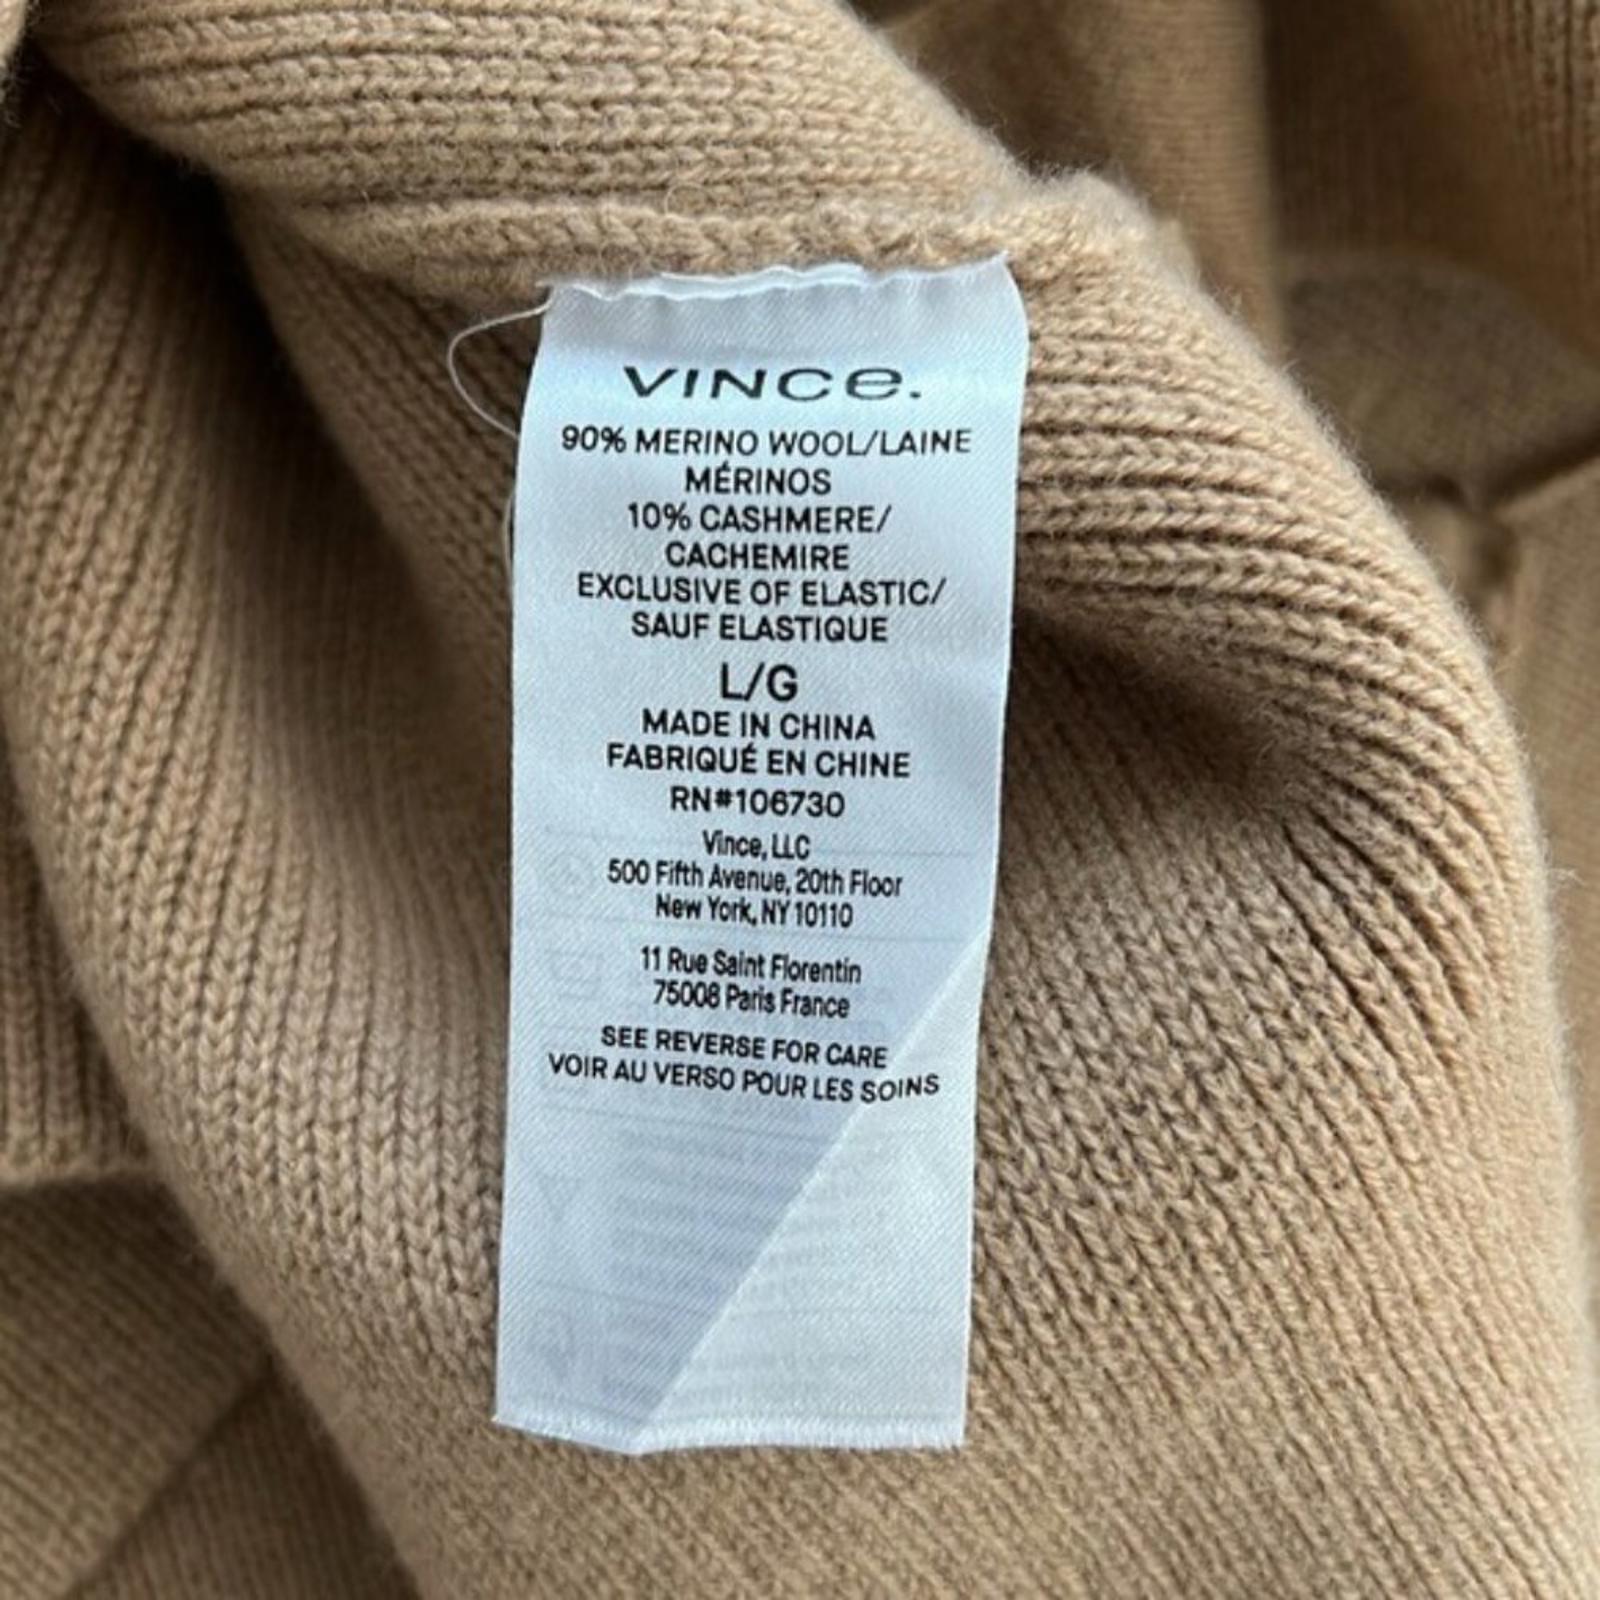 VINCe.
90% MERINO WOOL/LAINE
MÉRINOS
10% CASHMERE/
CACHEMIRE
EXCLUSIVE OF ELASTIC/
SAUF ELASTIQUE
L/G
MADE IN CHINA
FABRIQUÉ EN CHINE
RN#106730
Vince, LLC
500 Fifth Avenue, 20th Floor
New York, NY 10110
11 Rue Saint Florentin
75008 Paris France
SEE REVERSE FOR CARE
VOIR AU VERSO POUR LES SOINS